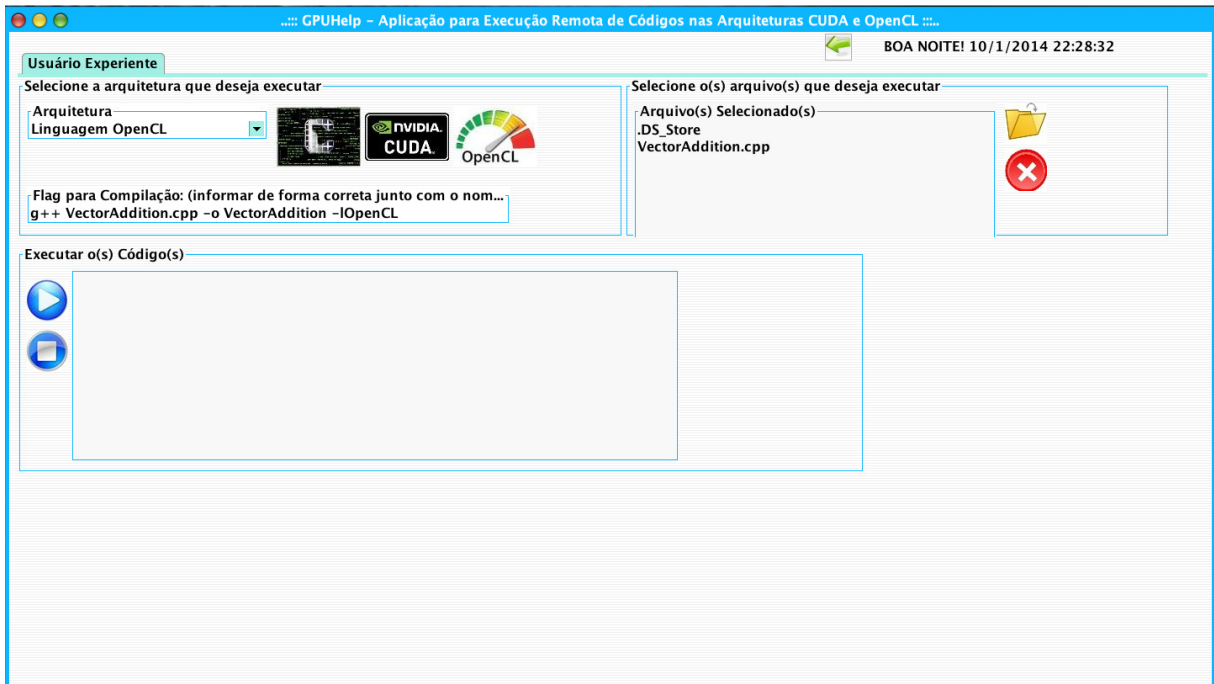 ..::: GPUHelp – Aplicação para Execução Remota de Códigos nas Arquiteturas CUDA e OpenCL :::..
BOA NOITE! 10/1/2014 22:28:32
Usuário Experiente
Selecione a arquitetura que deseja executar
Arquitetura
Linguagem OpenCL
NVIDIA.
CUDA.
OpenCL
Flag para Compilação: (informar de forma correta junto com o nom...
g++ VectorAddition.cpp –o VectorAddition –lOpenCL
Selecione o(s) arquivo(s) que deseja executar
Arquivo(s) Selecionado(s)
.DS_Store
VectorAddition.cpp
Executar o(s) Código(s)